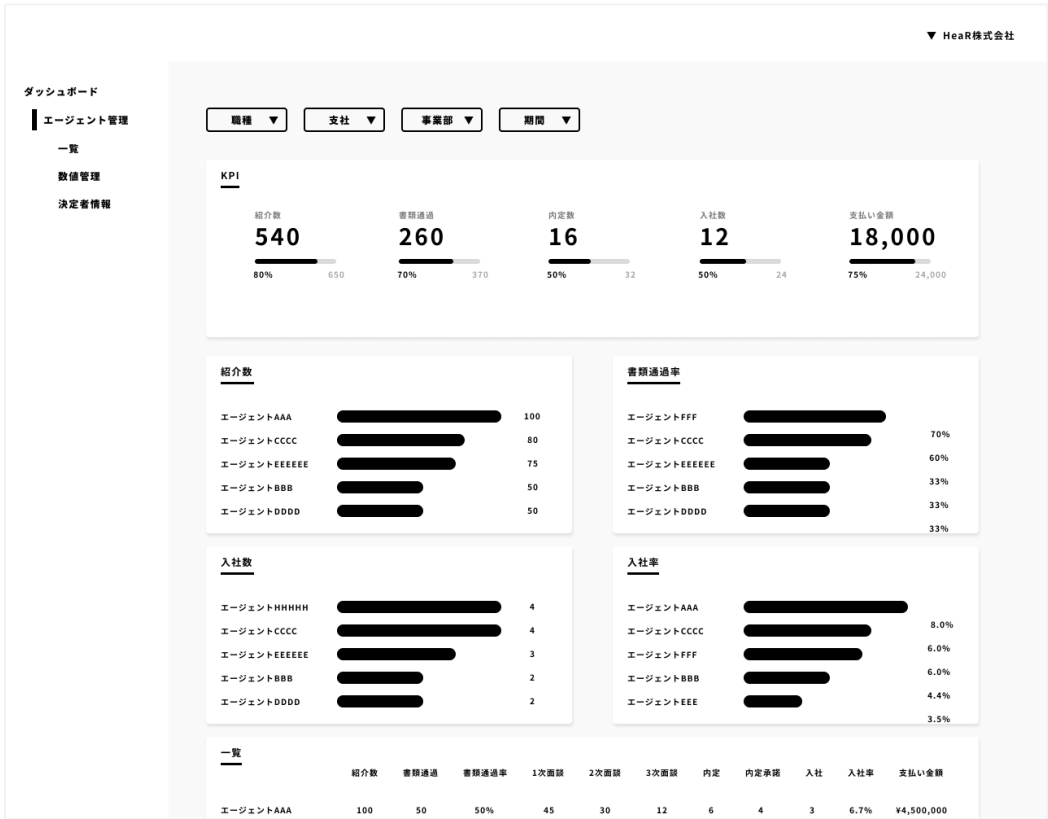 ▼ HeaR株式会社
ダッシュボード
エージェント管理
一覧
数値管理
決定者情報
職種 ▼ 支社 ▼ 事業部 ▼ 期間 ▼
KPI
紹介数 書類通過 内定数 入社数 支払い金額
540 260 16 12 18,000
80% 650 70% 370 50% 32 50% 24 75% 24,000
紹介数
エージェントAAA 100
エージェントCCCC 80
エージェントEEEEEE 75
エージェントBBB 50
エージェントDDDD 50
書類通過率
エージェントFFF 70%
エージェントCCCC 60%
エージェントEEEEEE 33%
エージェントBBB 33%
エージェントDDDD 33%
入社数
エージェントHHHHH 4
エージェントCCCC 4
エージェントEEEEEE 3
エージェントBBB 2
エージェントDDDD 2
入社率
エージェントAAA 8.0%
エージェントCCCC 6.0%
エージェントFFF 6.0%
エージェントBBB 4.4%
エージェントEEE 3.5%
一覧
紹介数 書類通過 書類通過率 1次面談 2次面談 3次面談 内定 内定承諾 入社 入社率 支払い金額
エージェントAAA 100 50 50% 45 30 12 6 4 3 6.7% ¥4,500,000